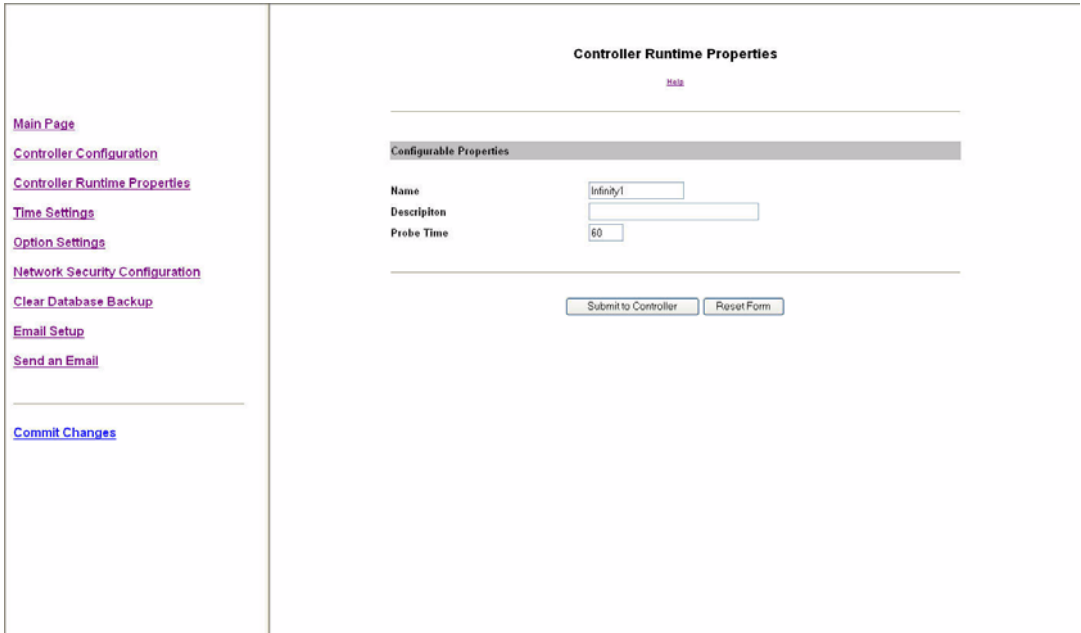 Main Page
Controller Configuration
Controller Runtime Properties
Time Settings
Option Settings
Network Security Configuration
Clear Database Backup
Email Setup
Send an Email
Commit Changes
Controller Runtime Properties
Help
Configurable Properties
Name Infinity1
Descripiton
Probe Time 60
Submit to Controller Reset Form